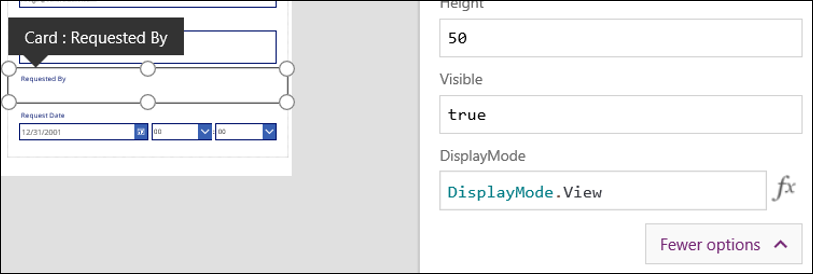 Height
50
Card : Requested By
Requested By
Visible
true
Request Date
12/31/2001
00
:
00
DisplayMode
DisplayMode.View
fx
Fewer options